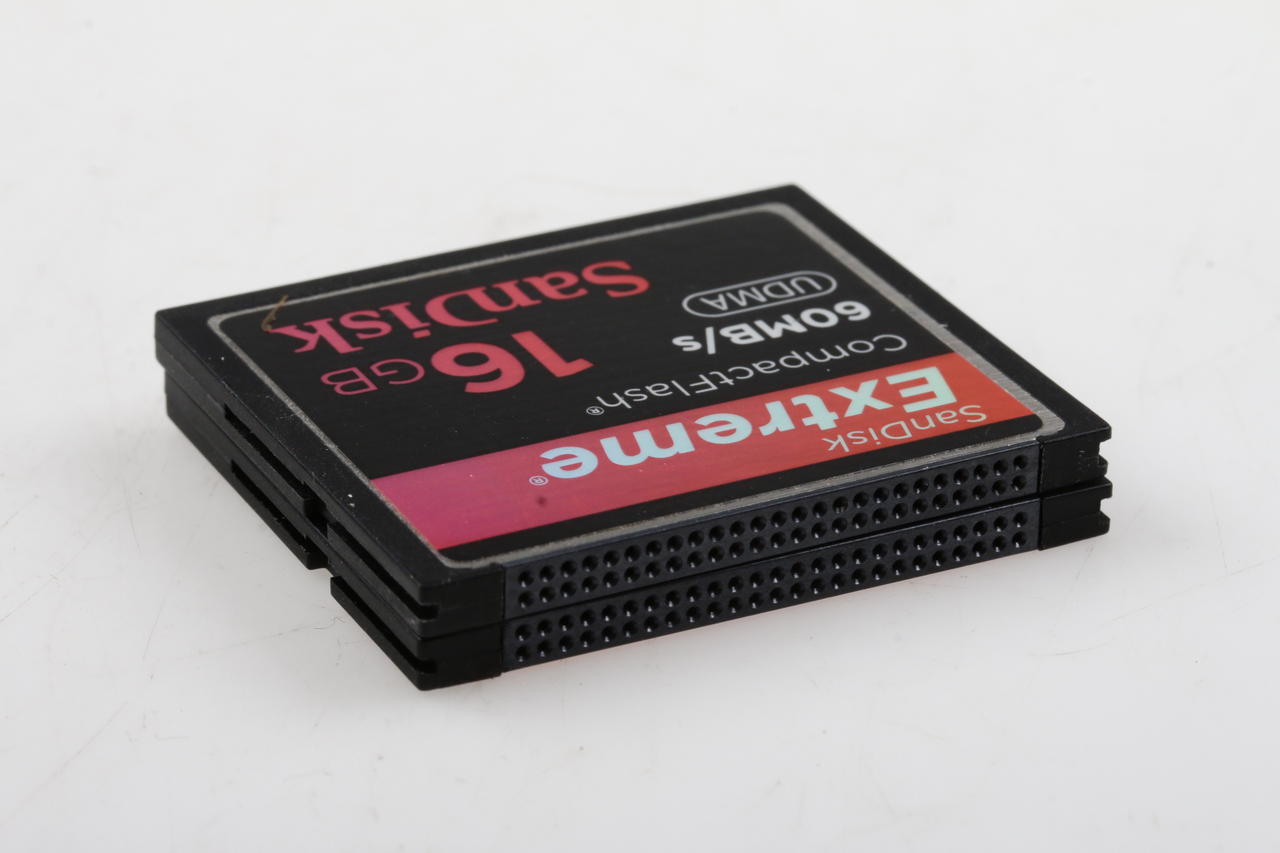 SanDisk
Extreme®
CompactFlash®
60MB/s
UDMA
16GB
SanDisk